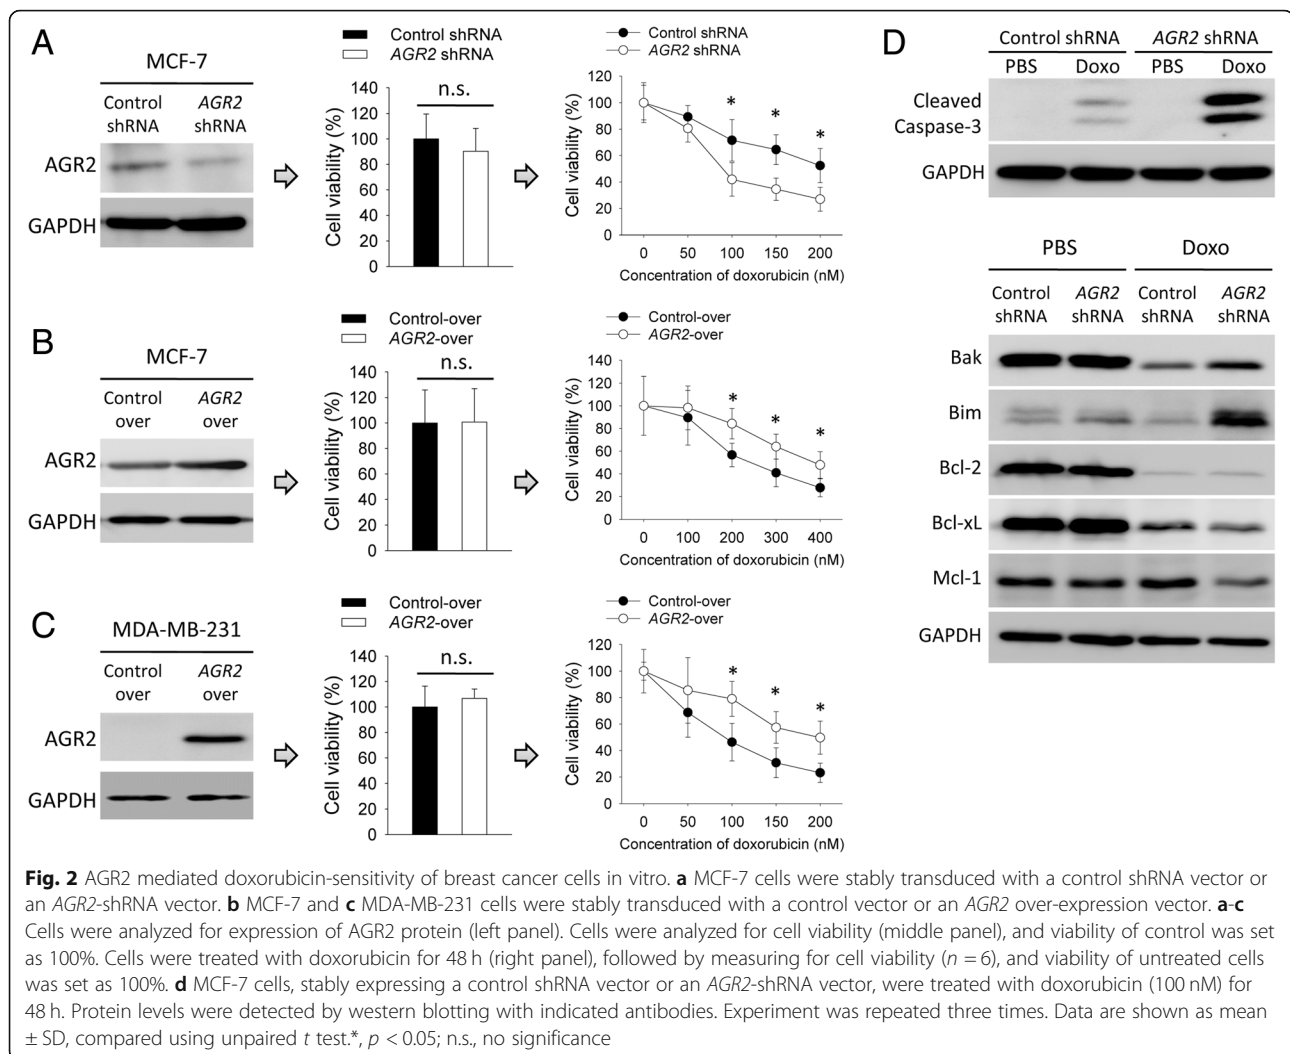 A
MCF-7
Control AGR2
shRNA shRNA
AGR2
GAPDH
Control shRNA
AGR2 shRNA
n.s.
Cell viability (%)
140
120
100
80
60
40
20
0
Control shRNA
AGR2 shRNA
Cell viability (%)
120
100
80
60
40
20
0
* * *
0 50 100 150 200
Concentration of doxorubicin (nM)
B
MCF-7
Control AGR2
over over
AGR2
GAPDH
Control-over
AGR2-over
n.s.
Cell viability (%)
140
120
100
80
60
40
20
0
Control-over
AGR2-over
Cell viability (%)
140
120
100
80
60
40
20
0
* * *
0 100 200 300 400
Concentration of doxorubicin (nM)
C
MDA-MB-231
Control AGR2
over over
AGR2
GAPDH
Control-over
AGR2-over
n.s.
Cell viability (%)
140
120
100
80
60
40
20
0
Control-over
AGR2-over
Cell viability (%)
120
100
80
60
40
20
0
* * *
0 50 100 150 200
Concentration of doxorubicin (nM)
D
Control shRNA AGR2 shRNA
PBS Doxo PBS Doxo
Cleaved
Caspase-3
GAPDH
PBS Doxo
Control AGR2 Control AGR2
shRNA shRNA shRNA shRNA
Bak
Bim
Bcl-2
Bcl-xL
Mcl-1
GAPDH
Fig. 2 AGR2 mediated doxorubicin-sensitivity of breast cancer cells in vitro. a MCF-7 cells were stably transduced with a control shRNA vector or
an AGR2-shRNA vector. b MCF-7 and c MDA-MB-231 cells were stably transduced with a control vector or an AGR2 over-expression vector. a-c
Cells were analyzed for expression of AGR2 protein (left panel). Cells were analyzed for cell viability (middle panel), and viability of control was set
as 100%. Cells were treated with doxorubicin for 48 h (right panel), followed by measuring for cell viability (n = 6), and viability of untreated cells
was set as 100%. d MCF-7 cells, stably expressing a control shRNA vector or an AGR2-shRNA vector, were treated with doxorubicin (100 nM) for
48 h. Protein levels were detected by western blotting with indicated antibodies. Experiment was repeated three times. Data are shown as mean
± SD, compared using unpaired t test.*, p < 0.05; n.s., no significance